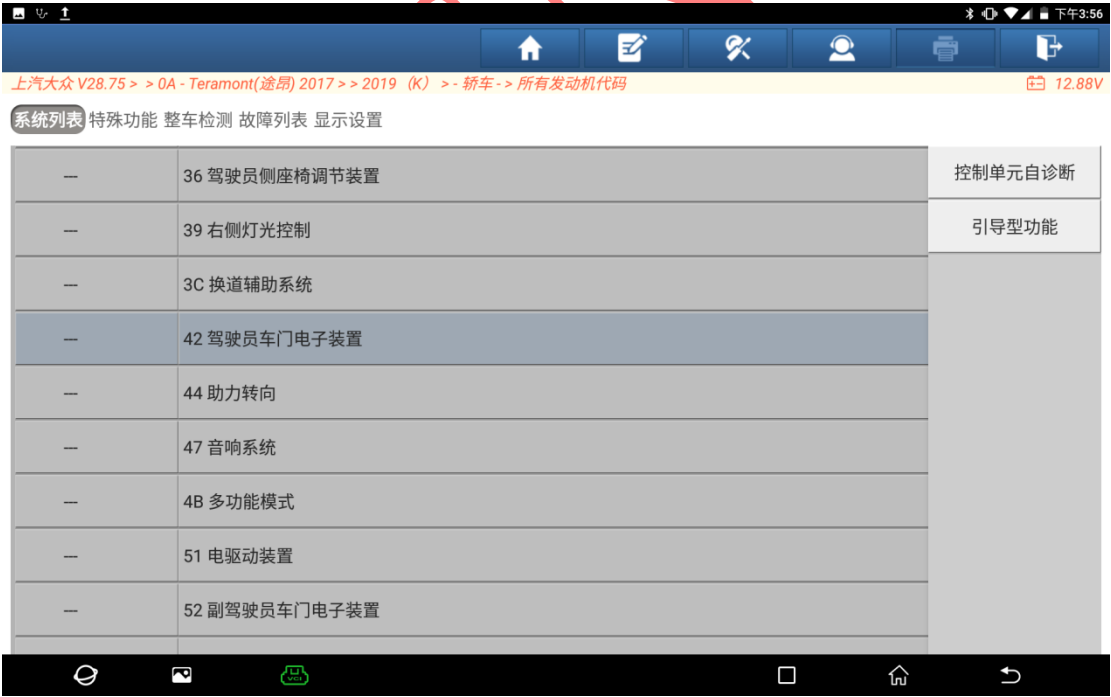 下午3:56
上汽大众 V28.75 > > 0A - Teramont(途昂) 2017 > > 2019（K） > - 轿车 - > 所有发动机代码 12.88V
系统列表 特殊功能 整车检测 故障列表 显示设置
--- 36 驾驶员侧座椅调节装置
控制单元自诊断
--- 39 右侧灯光控制
引导型功能
--- 3C 换道辅助系统
--- 42 驾驶员车门电子装置
--- 44 助力转向
--- 47 音响系统
--- 4B 多功能模式
--- 51 电驱动装置
--- 52 副驾驶员车门电子装置
VCI